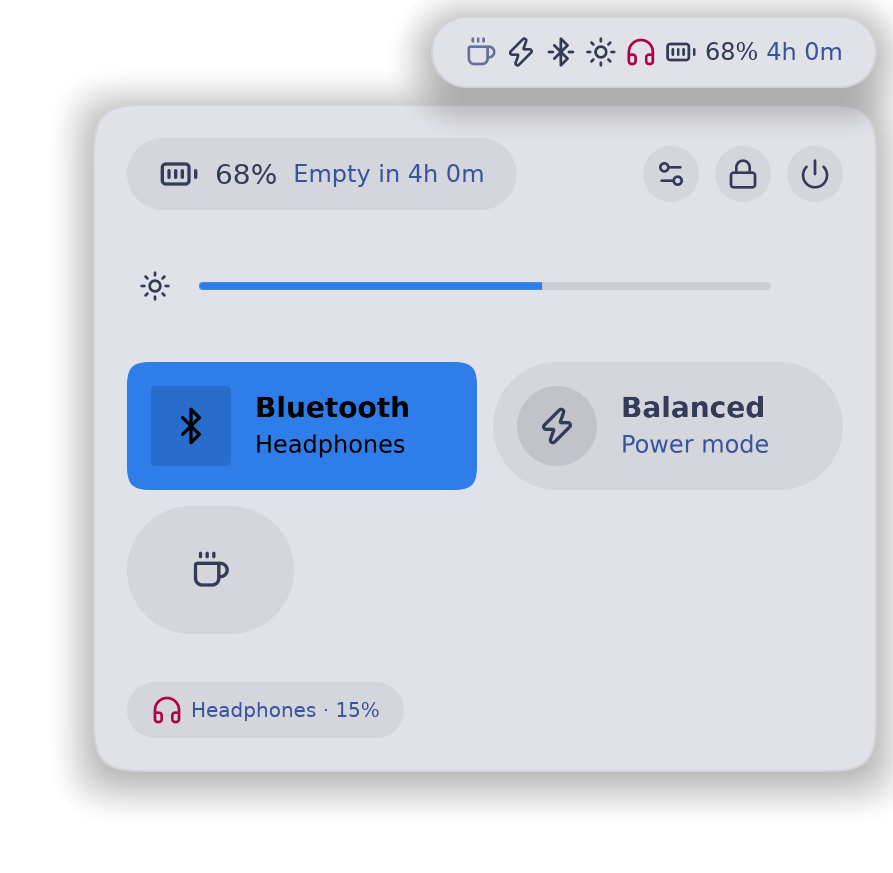 68% 4h 0m
68% Empty in 4h 0m
Bluetooth
Headphones
Balanced
Power mode
Headphones · 15%